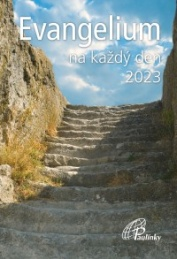 Evangelium
na každý den
2023
Paulínky